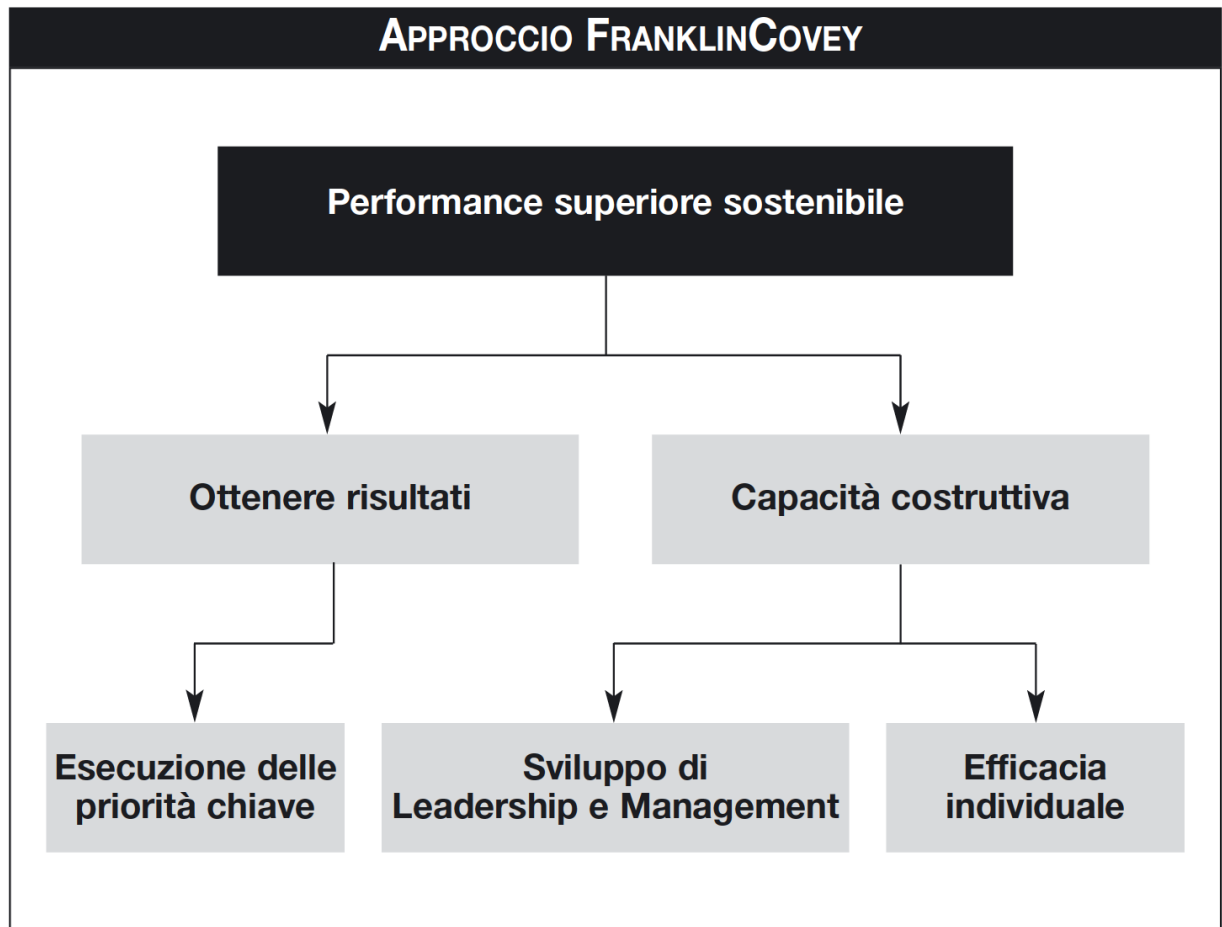 APPROCCIO FRANKLINCOVEY
Performance superiore sostenibile
Ottenere risultati
Capacità costruttiva
Esecuzione delle
priorità chiave
Sviluppo di
Leadership e Management
Efficacia
individuale